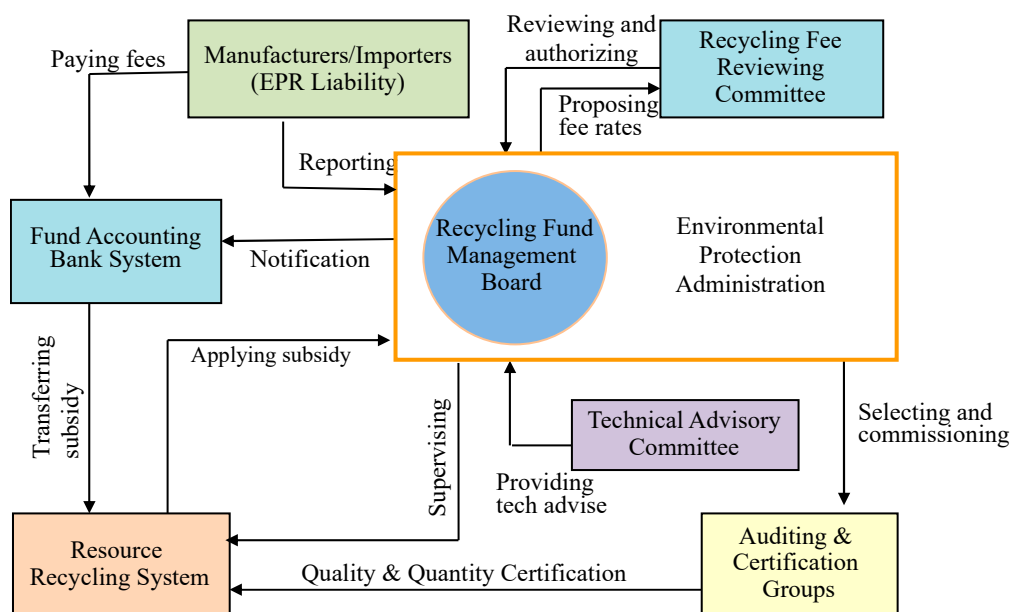 Paying fees
Manufacturers/Importers
(EPR Liability)
Reviewing and
authorizing
Recycling Fee
Reviewing
Committee
Proposing
fee rates
Reporting
Fund Accounting
Bank System
Notification
Recycling Fund
Management
Board
Environmental
Protection
Administration
Transferring
subsidy
Applying subsidy
Supervising
Technical Advisory
Committee
Providing
tech advise
Selecting and
commissioning
Resource
Recycling System
Quality & Quantity Certification
Auditing &
Certification
Groups